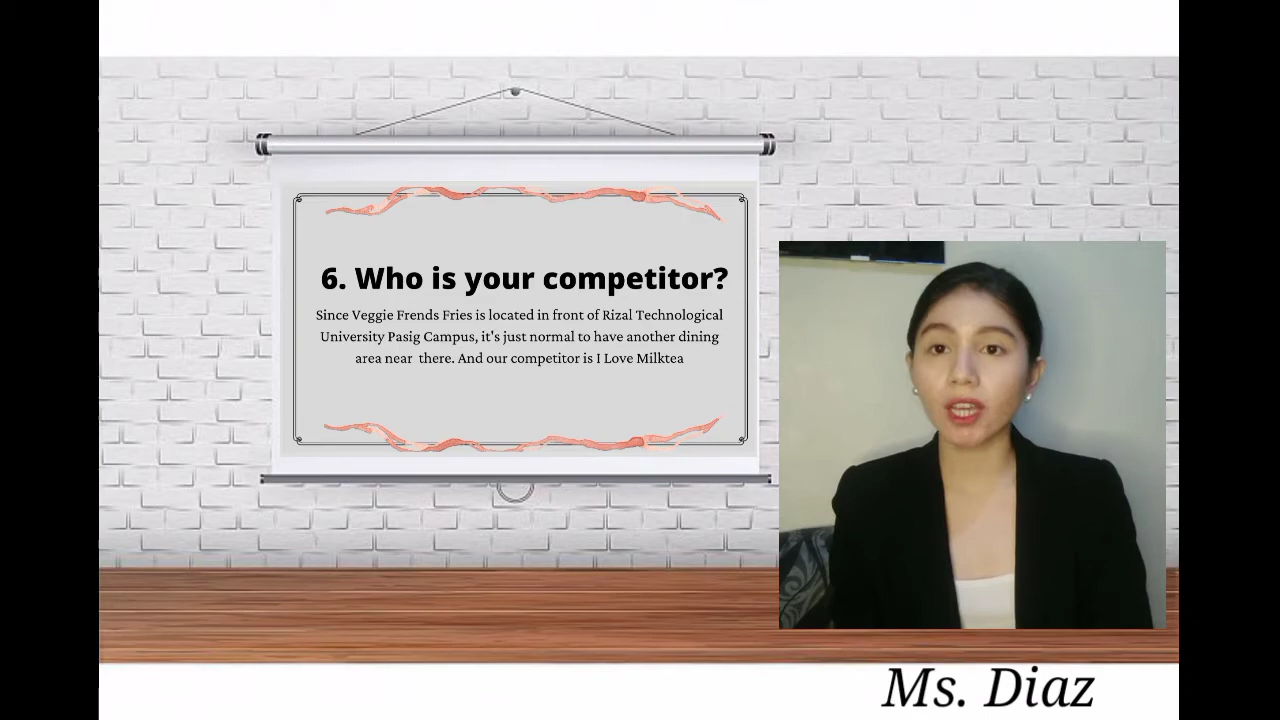 6. Who is your competitor?
Since Veggie Frends Fries is located in front of Rizal Technological
University Pasig Campus, it's just normal to have another dining
area near there. And our competitor is I Love Milktea
Ms. Diaz